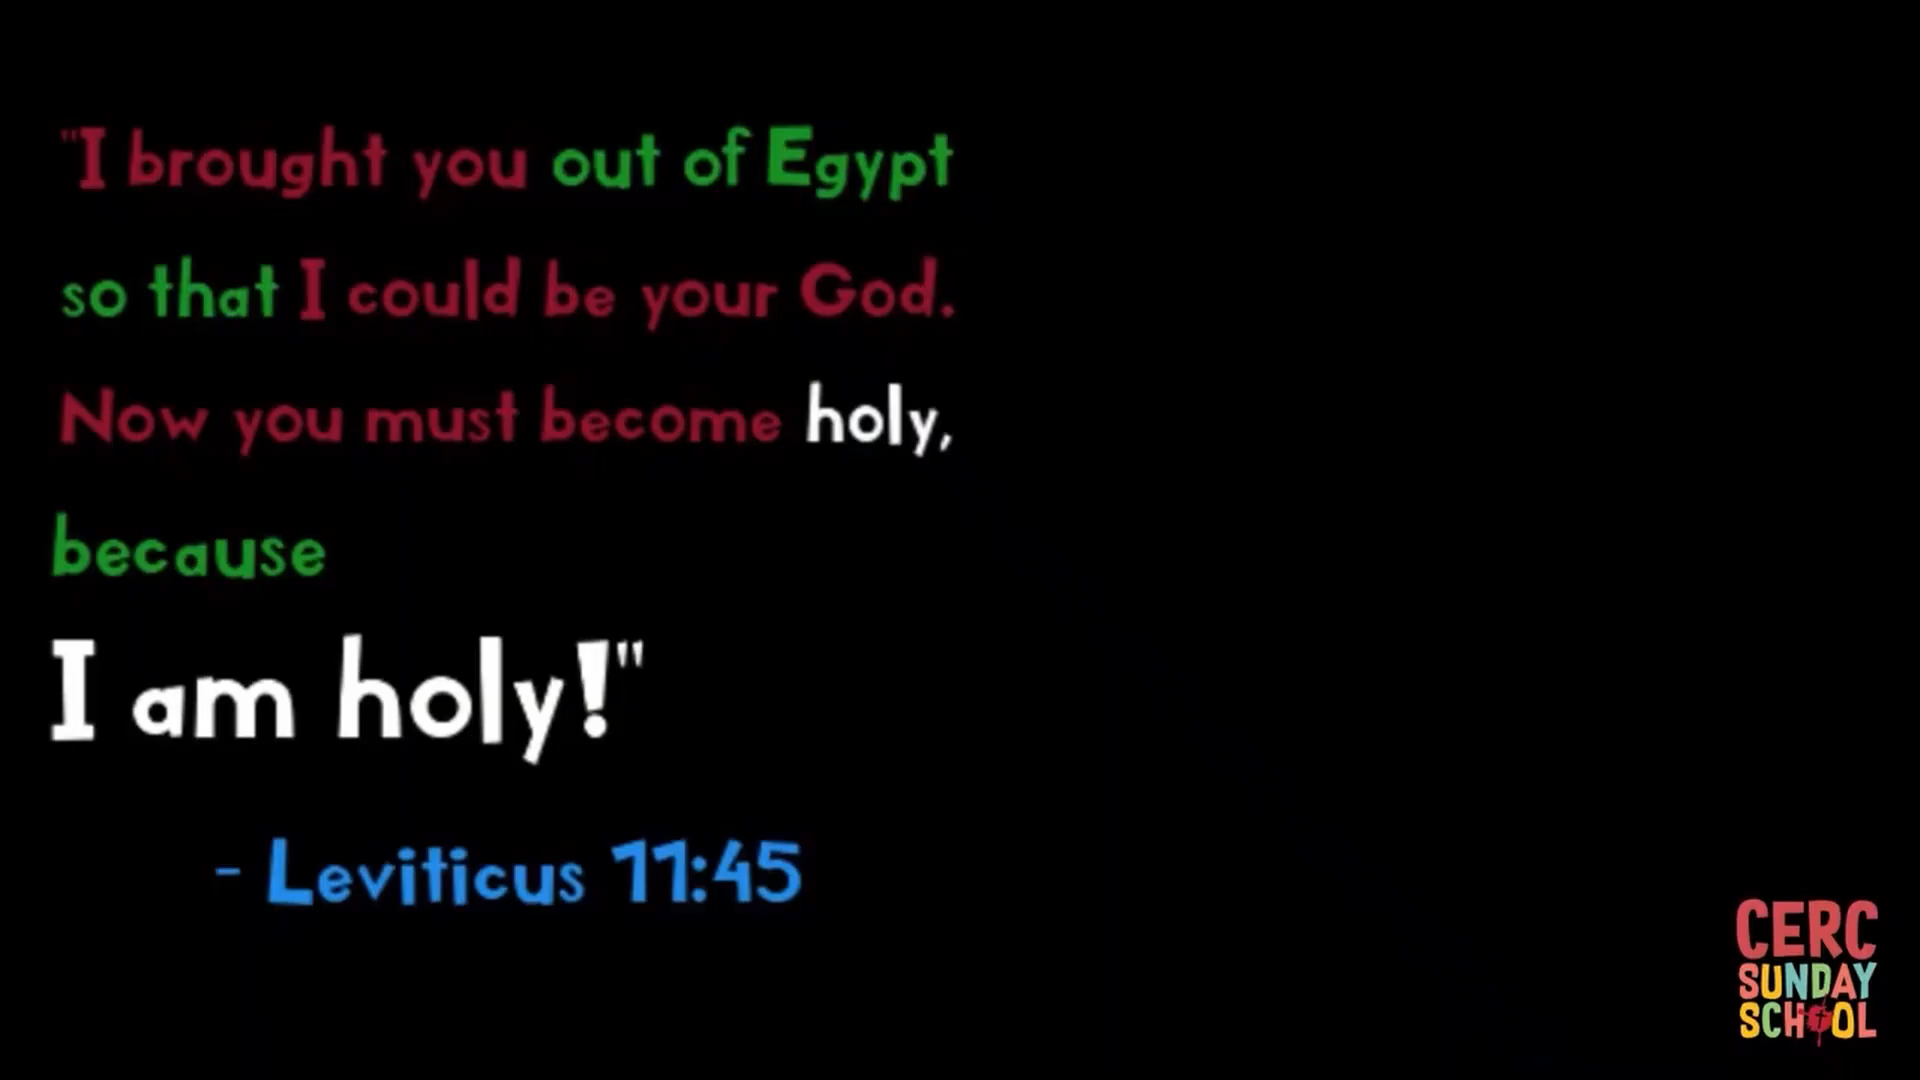 "I brought you out of Egypt
so that I could be your God.
Now you must become holy,
because
I am holy!"
- Leviticus 11:45
CERC
SUNDAY
SCHOOL